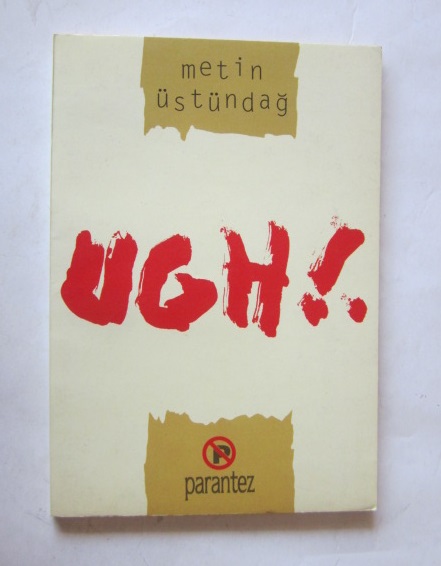 metin
üstündağ
UGH!.
P
parantez